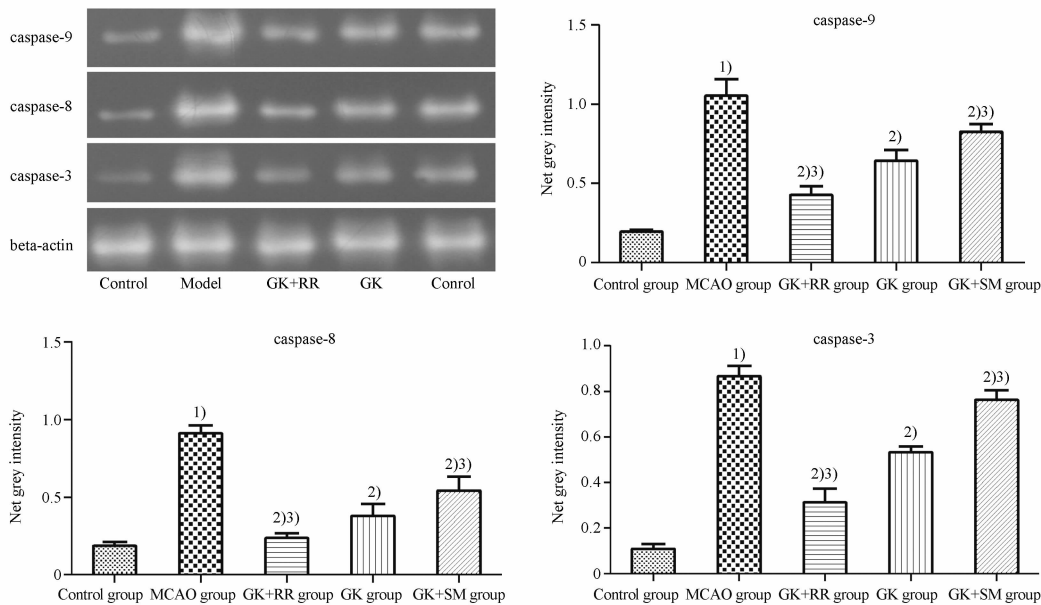 caspase-9
caspase-8
caspase-3
beta-actin
Control Model GK+RR GK Conrol
caspase-9
Net grey intensity
1.5
1.0
0.5
0
1)
2)3)
2)
2)3)
Control group MCAO group GK+RR group GK group GK+SM group
caspase-8
Net grey intensity
1.5
1.0
0.5
0
1)
2)3)
2)
2)3)
Control group MCAO group GK+RR group GK group GK+SM group
caspase-3
Net grey intensity
1.0
0.8
0.6
0.4
0.2
0
1)
2)3)
2)
2)3)
Control group MCAO group GK+RR group GK group GK+SM group